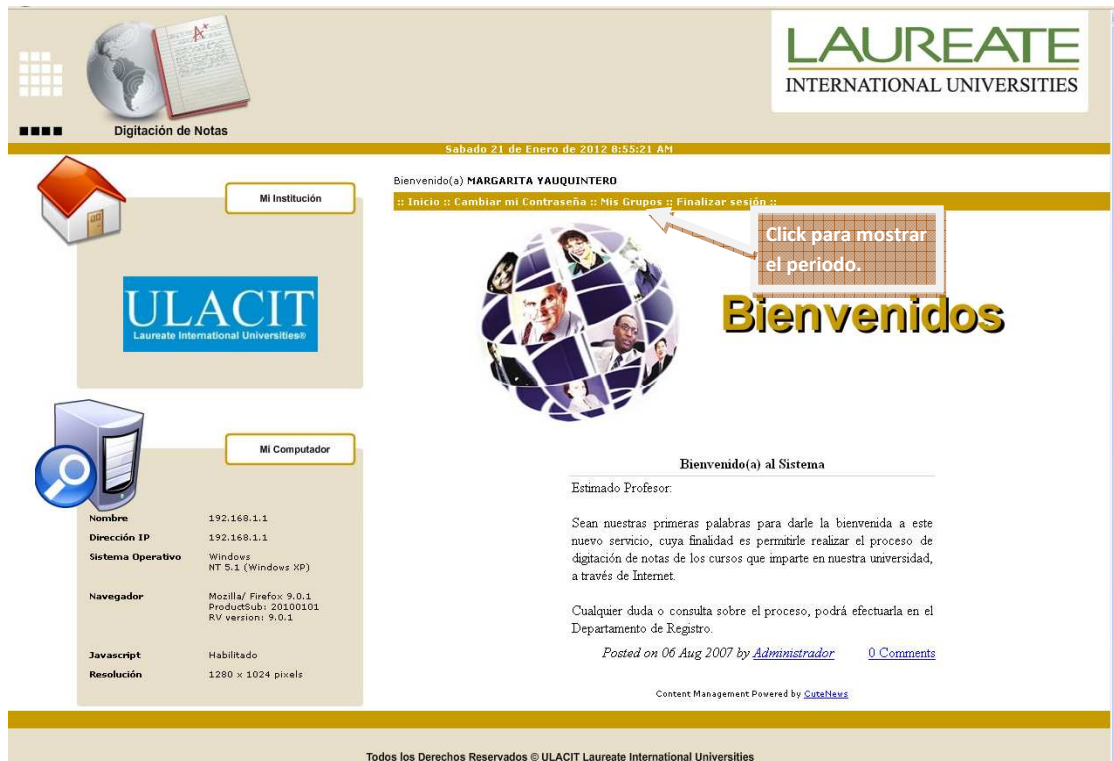 LAUREATE
INTERNATIONAL UNIVERSITIES
A+
Digitación de Notas
Sabado 21 de Enero de 2012 8:55:21 AM
Bienvenido(a) MARGARITA YAUQUINTERO
:: Inicio :: Cambiar mi Contraseña :: Mis Grupos :: Finalizar sesión ::
Click para mostrar
el periodo.
Mi Institución
ULACIT
Laureate International Universities®
Bienvenidos
Mi Computador
Nombre 192.168.1.1
Dirección IP 192.168.1.1
Sistema Operativo Windows
NT 5.1 (Windows XP)
Navegador Mozilla/ Firefox 9.0.1
ProductSub: 20100101
RV version: 9.0.1
Javascript Habilitado
Resolución 1280 x 1024 pixels
Bienvenido(a) al Sistema
Estimado Profesor:
Sean nuestras primeras palabras para darle la bienvenida a este
nuevo servicio, cuya finalidad es permitirle realizar el proceso de
digitación de notas de los cursos que imparte en nuestra universidad,
a través de Internet.
Cualquier duda o consulta sobre el proceso, podrá efectuarla en el
Departamento de Registro.
Posted on 06 Aug 2007 by Administrador 0 Comments
Content Management Powered by CuteNews
Todos los Derechos Reservados © ULACIT Laureate International Universities